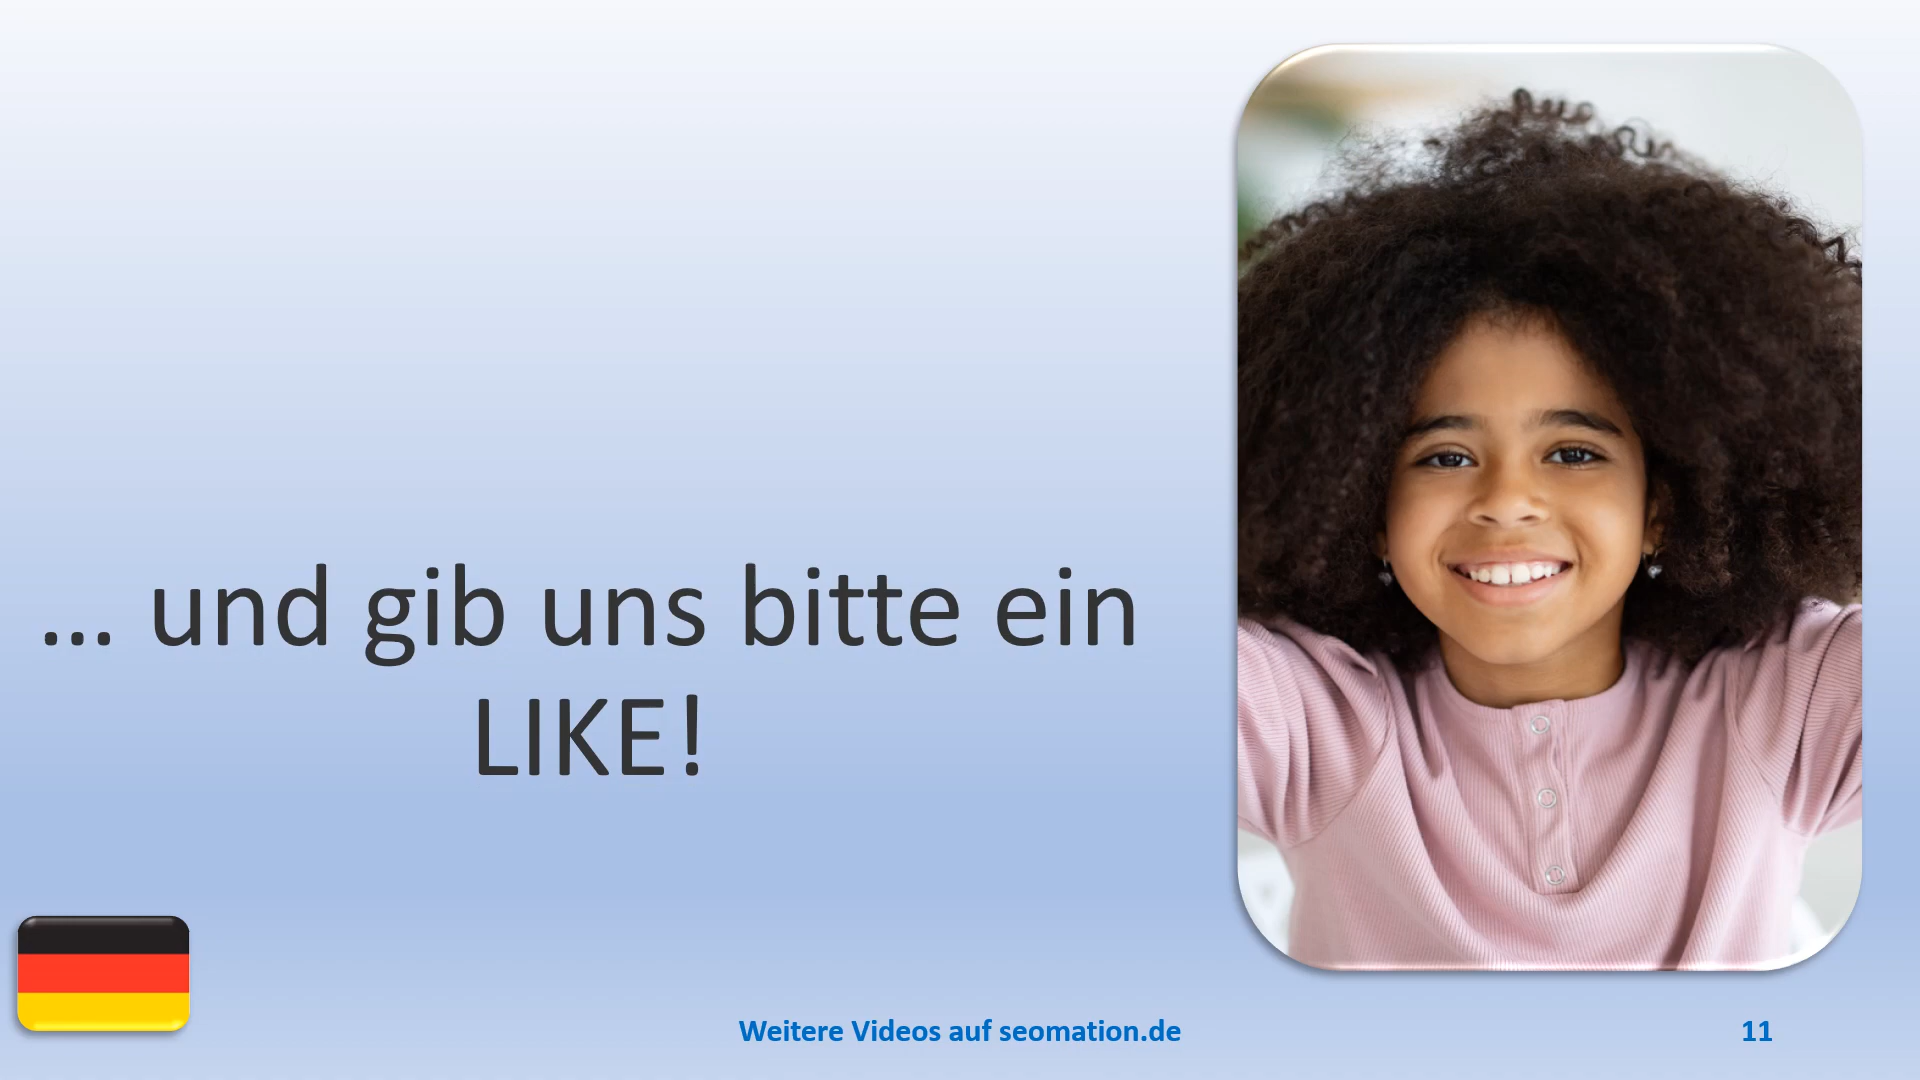 ... und gib uns bitte ein
LIKE!
Weitere Videos auf seomation.de
11